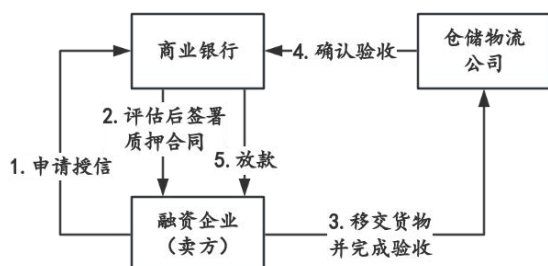 商业银行
4.确认验收
仓储物流
公司
2.评估后签署
质押合同
1.申请授信
5.放款
融资企业
（卖方）
3.移交货物
并完成验收